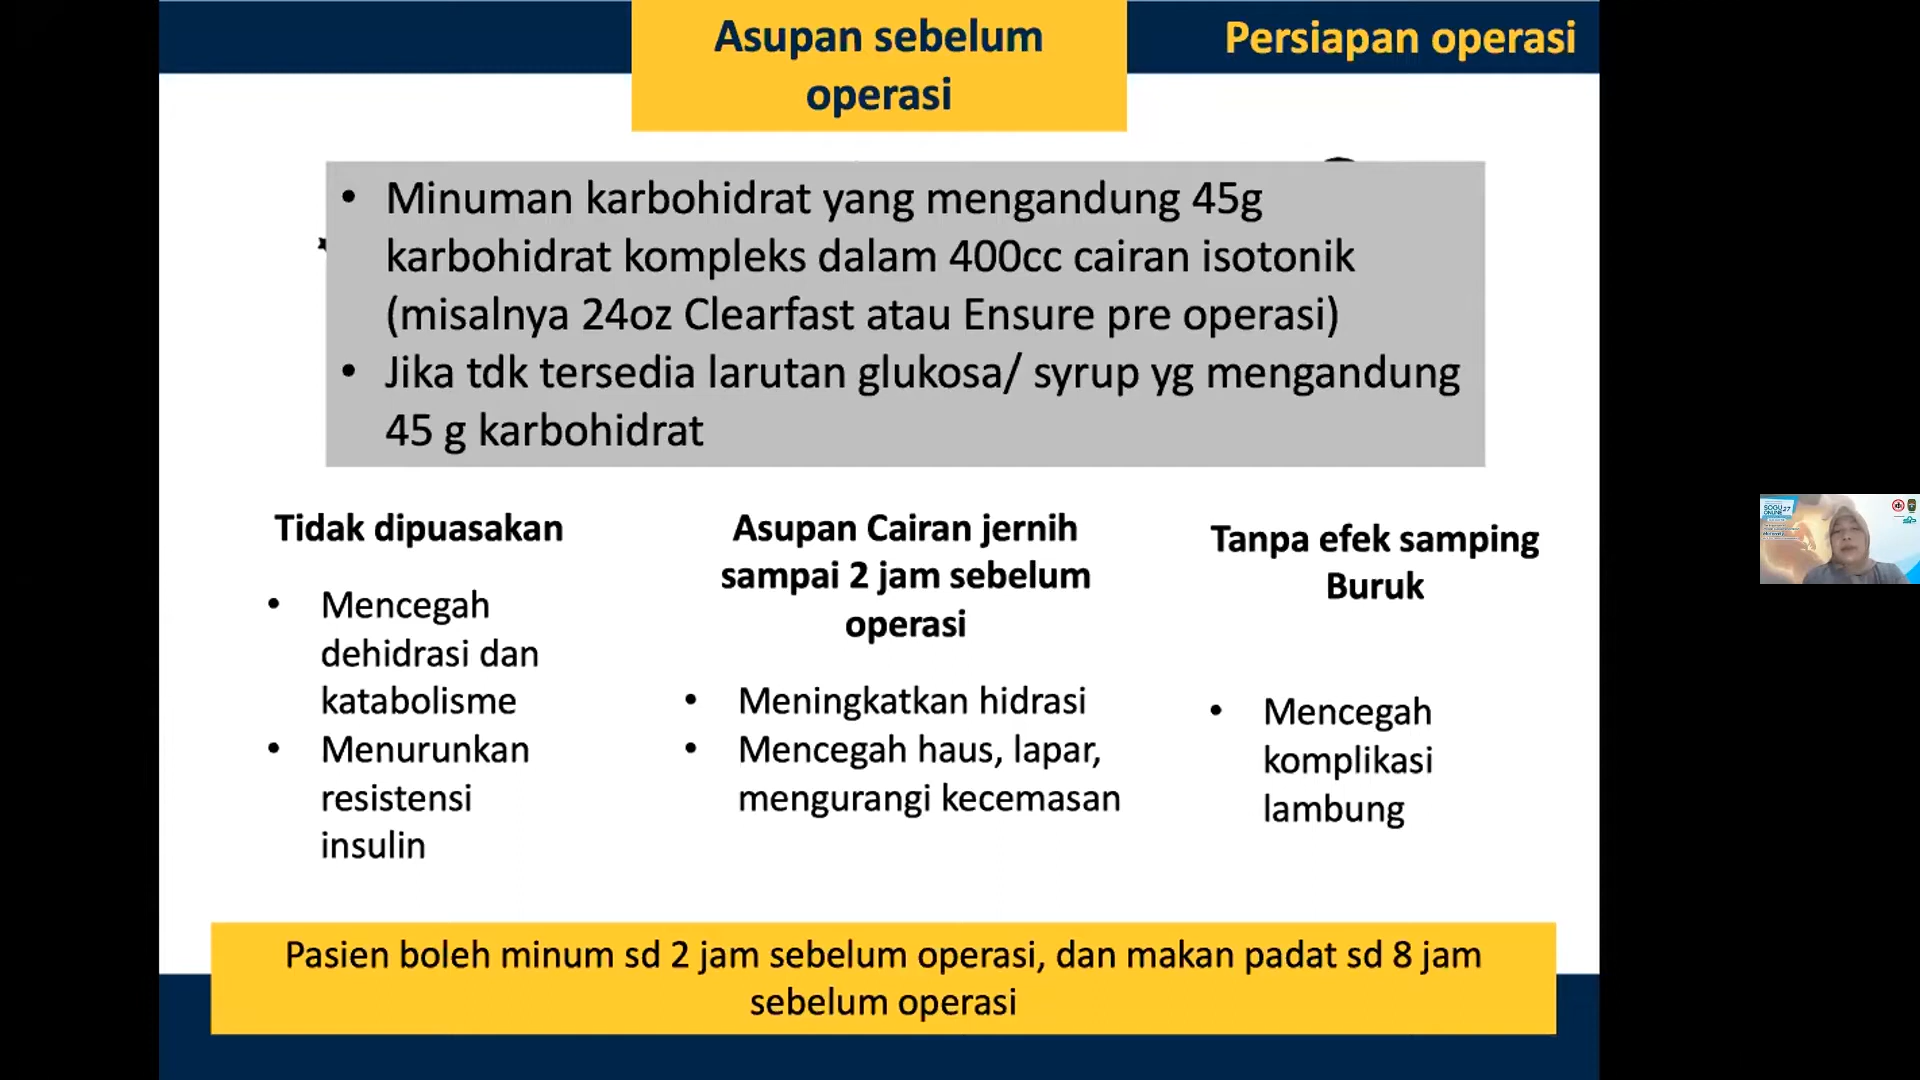 Asupan sebelum
operasi
Persiapan operasi
• Minuman karbohidrat yang mengandung 45g
karbohidrat kompleks dalam 400cc cairan isotonik
(misalnya 24oz Clearfast atau Ensure pre operasi)
• Jika tdk tersedia larutan glukosa/ syrup yg mengandung
45 g karbohidrat
Tidak dipuasakan
• Mencegah
dehidrasi dan
katabolisme
• Menurunkan
resistensi
insulin
Asupan Cairan jernih
sampai 2 jam sebelum
operasi
• Meningkatkan hidrasi
• Mencegah haus, lapar,
mengurangi kecemasan
Tanpa efek samping
Buruk
• Mencegah
komplikasi
lambung
Pasien boleh minum sd 2 jam sebelum operasi, dan makan padat sd 8 jam
sebelum operasi
SOGU 27
ONLINE